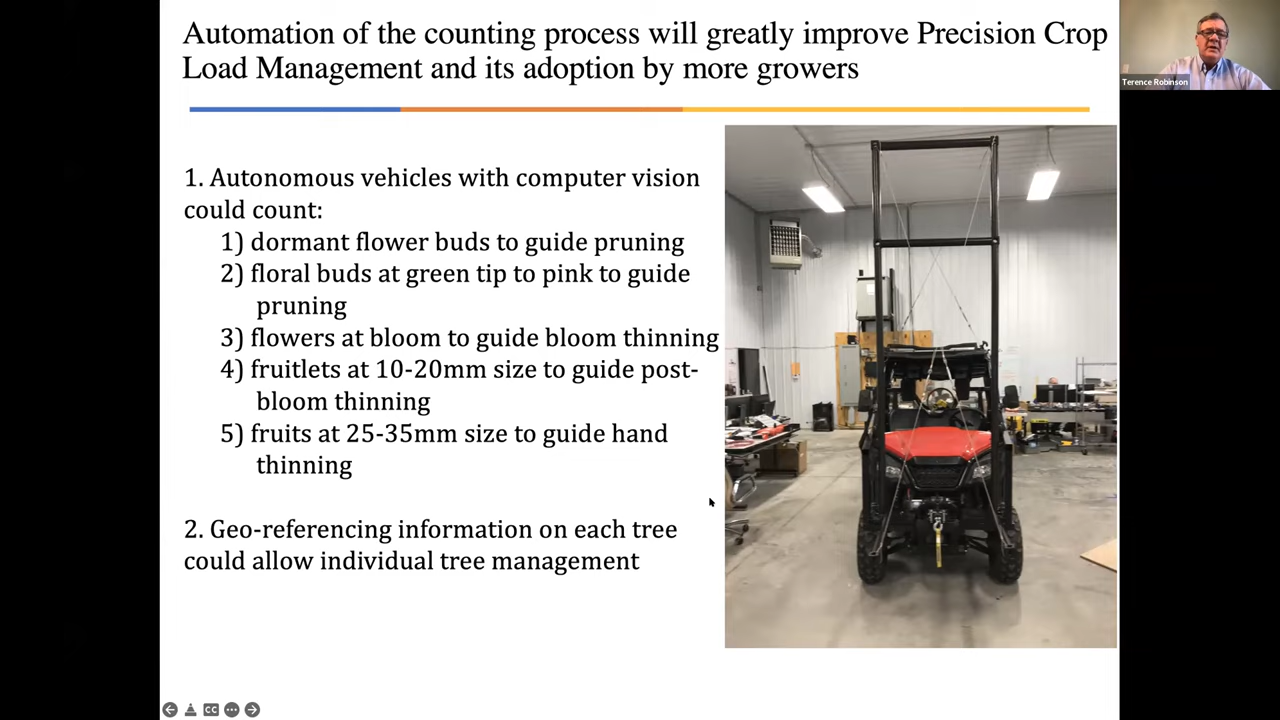 Automation of the counting process will greatly improve Precision Crop
Load Management and its adoption by more growers
Terence Robinson
1. Autonomous vehicles with computer vision
could count:
1) dormant flower buds to guide pruning
2) floral buds at green tip to pink to guide
pruning
3) flowers at bloom to guide bloom thinning
4) fruitlets at 10-20mm size to guide post-
bloom thinning
5) fruits at 25-35mm size to guide hand
thinning
2. Geo-referencing information on each tree
could allow individual tree management
CC